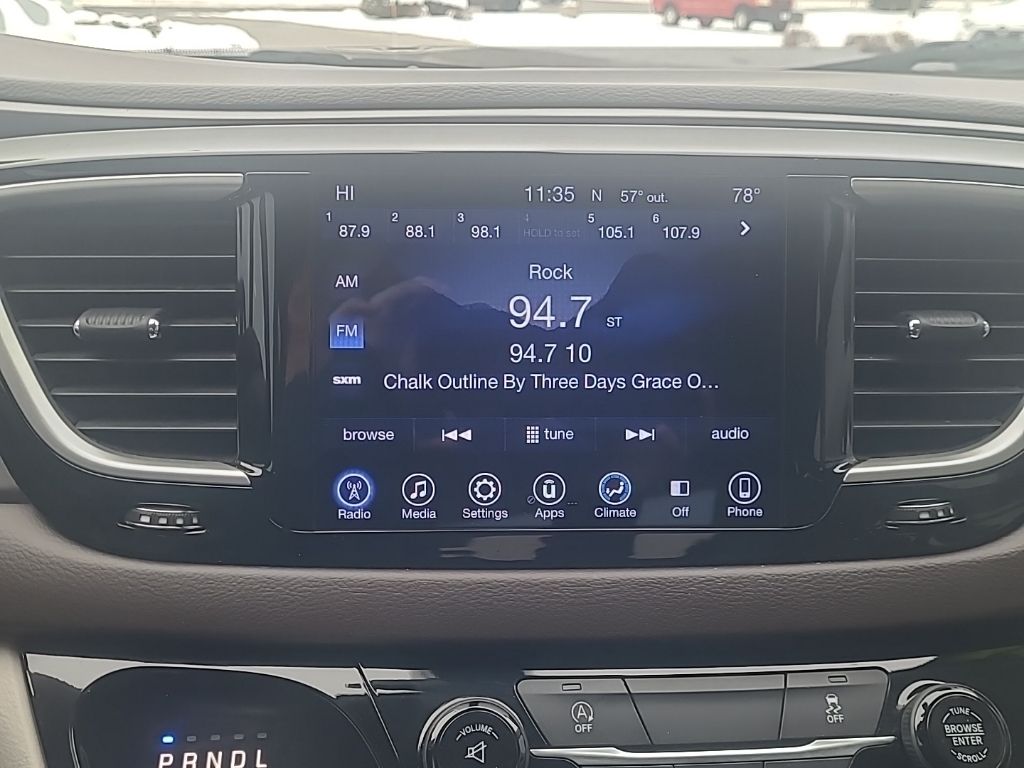 HI 11:35 N 57° out. 78°
1 87.9 2 88.1 3 98.1 4 HOLD to set 5 105.1 6 107.9
Rock
AM
94.7 ST
FM
94.7 10
sxm Chalk Outline By Three Days Grace O...
browse tune audio
Radio Media Settings Apps Climate Off Phone
OFF OFF
VOLUME
TUNE
BROWSE
ENTER
SCROLL
PRNDL